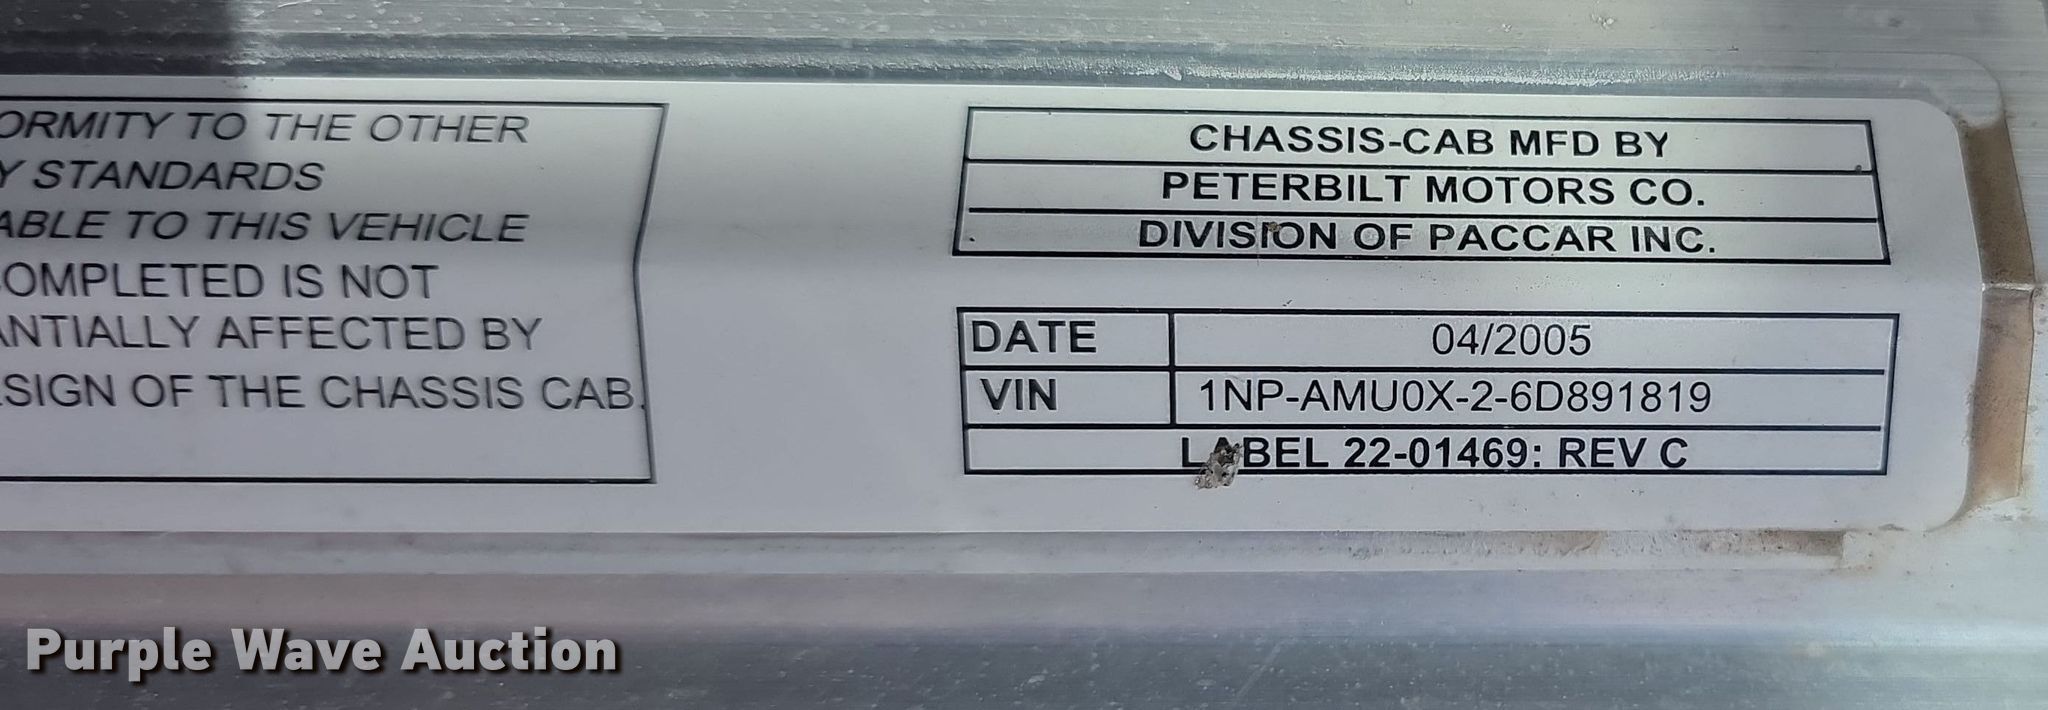 ORMITY TO THE OTHER
Y STANDARDS
ABLE TO THIS VEHICLE
OMPLETED IS NOT
ANTIALLY AFFECTED BY
SIGN OF THE CHASSIS CAB.
CHASSIS-CAB MFD BY
PETERBILT MOTORS CO.
DIVISION OF PACCAR INC.
DATE 04/2005
VIN 1NP-AMU0X-2-6D891819
LABEL 22-01469: REV C
Purple Wave Auction